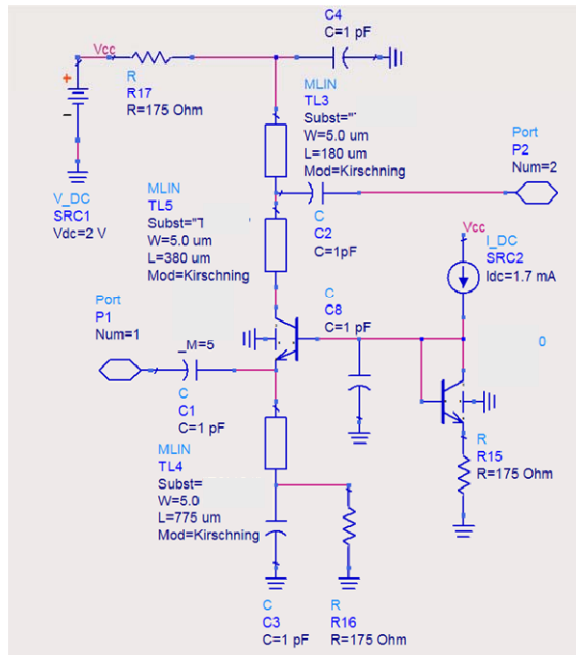 C4
C=1 pF
Vcc
R
R17
R=175 Ohm
+
−
V_DC
SRC1
Vdc=2 V
MLIN
TL3
Subst="
W=5.0 um
L=180 um
Mod=Kirschning
Port
P2
Num=2
MLIN
TL5
Subst="
W=5.0 um
L=380 um
Mod=Kirschning
C
C2
C=1pF
Vcc
I_DC
SRC2
Idc=1.7 mA
Port
P1
Num=1
_M=5
C
C8
C=1 pF
0
C
C1
C=1 pF
R
R15
R=175 Ohm
MLIN
TL4
Subst=
W=5.0
L=775 um
Mod=Kirschning
C
C3
C=1 pF
R
R16
R=175 Ohm